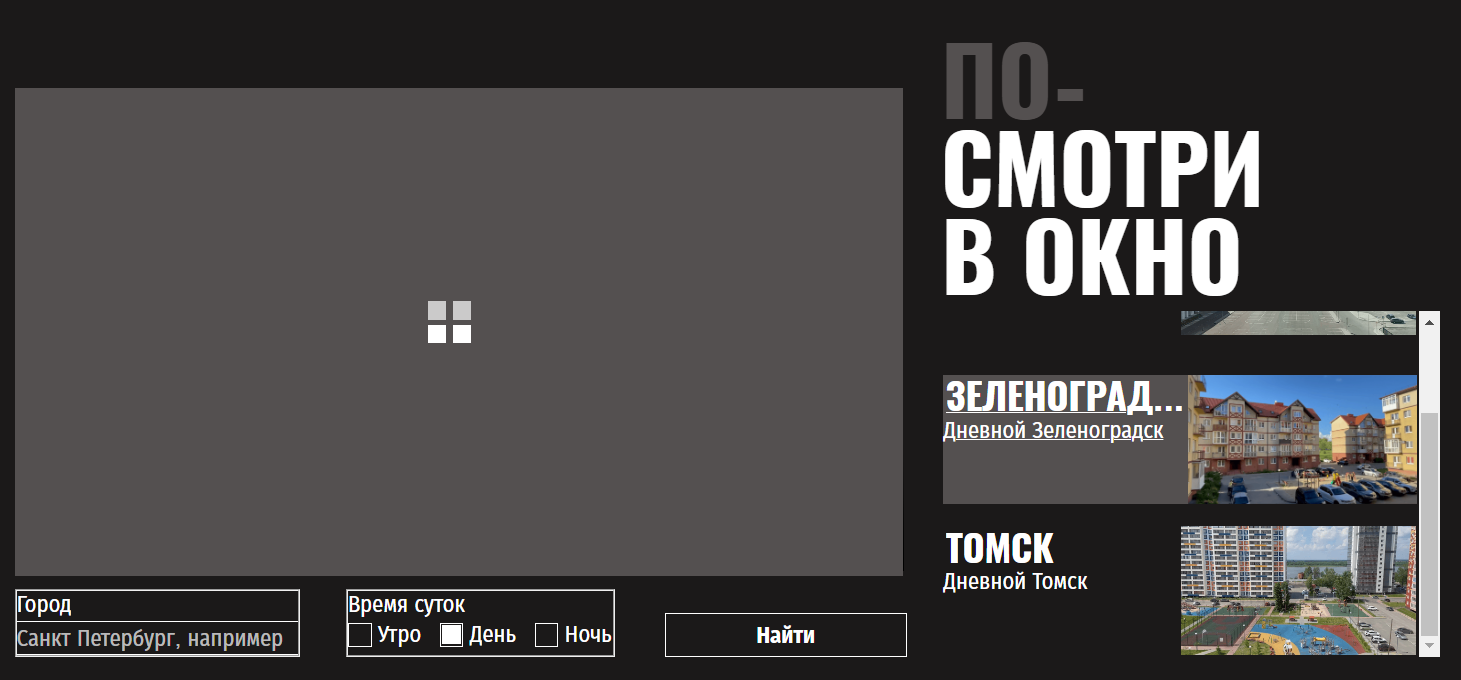 ПО-
СМОТРИ
В ОКНО
ЗЕЛЕНОГРАД...
Дневной Зеленоградск
ТОМСК
Дневной Томск
Город
Санкт Петербург, например
Время суток
Утро День Ночь
Найти